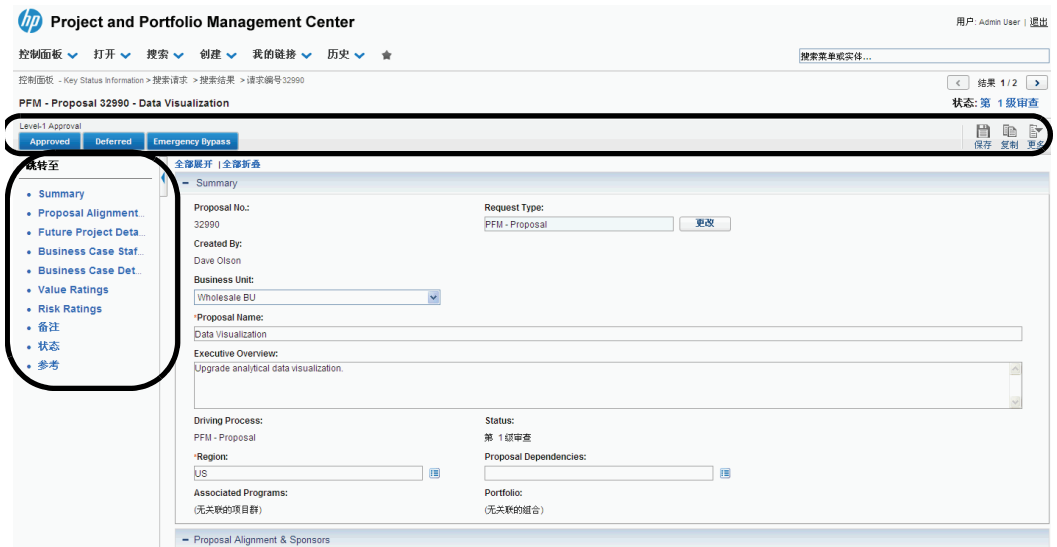 hp Project and Portfolio Management Center
用户: Admin User | 退出
控制面板 打开 搜索 创建 我的链接 历史
搜索菜单或实体...
控制面板 - Key Status Information > 搜索请求 > 搜索结果 > 请求编号32990
结果 1 / 2
PFM - Proposal 32990 - Data Visualization
状态: 第 1级审查
Level-1 Approval
Approved Deferred Emergency Bypass
保存 复制 更多
跳转至
全部展开 | 全部折叠
Summary
Proposal Alignment...
Future Project Deta...
Business Case Staf...
Business Case Det...
Value Ratings
Risk Ratings
备注
状态
参考
− Summary
Proposal No.: Request Type:
32990 PFM - Proposal 更改
Created By:
Dave Olson
Business Unit:
Wholesale BU
*Proposal Name:
Data Visualization
Executive Overview:
Upgrade analytical data visualization.
Driving Process: Status:
PFM - Proposal 第 1级审查
*Region: Proposal Dependencies:
US
Associated Programs: Portfolio:
(无关联的项目群) (无关联的组合)
− Proposal Alignment & Sponsors